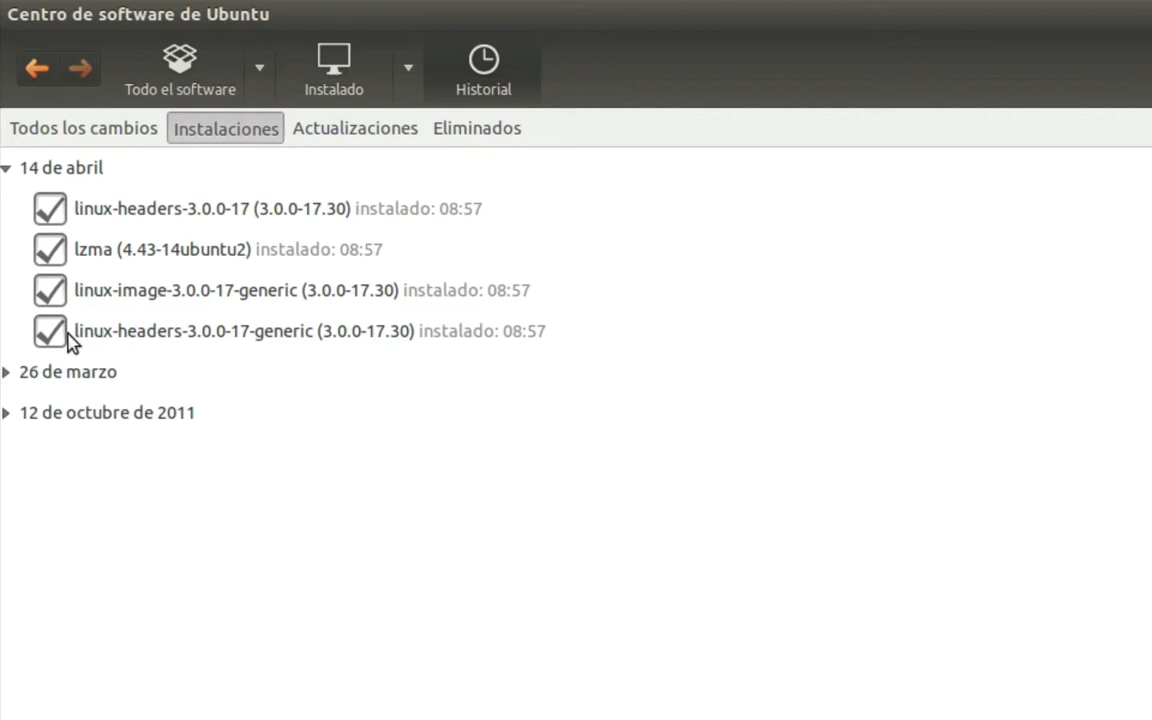 Centro de software de Ubuntu
Todo el software
Instalado
Historial
Todos los cambios Instalaciones Actualizaciones Eliminados
14 de abril
linux-headers-3.0.0-17 (3.0.0-17.30) instalado: 08:57
lzma (4.43-14ubuntu2) instalado: 08:57
linux-image-3.0.0-17-generic (3.0.0-17.30) instalado: 08:57
linux-headers-3.0.0-17-generic (3.0.0-17.30) instalado: 08:57
26 de marzo
12 de octubre de 2011